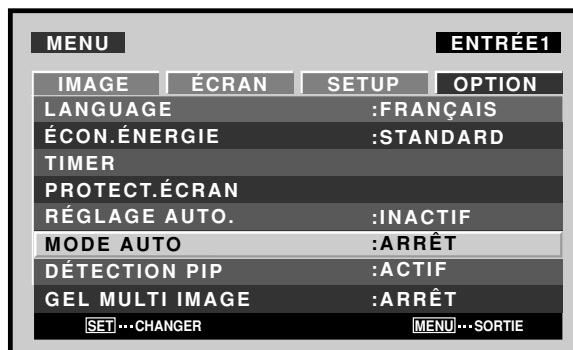 MENU ENTRÉE1
IMAGE ÉCRAN SETUP OPTION
LANGUAGE :FRANÇAIS
ÉCON.ÉNERGIE :STANDARD
TIMER
PROTECT.ÉCRAN
RÉGLAGE AUTO. :INACTIF
MODE AUTO :ARRÊT
DÉTECTION PIP :ACTIF
GEL MULTI IMAGE :ARRÊT
SET···CHANGER MENU···SORTIE